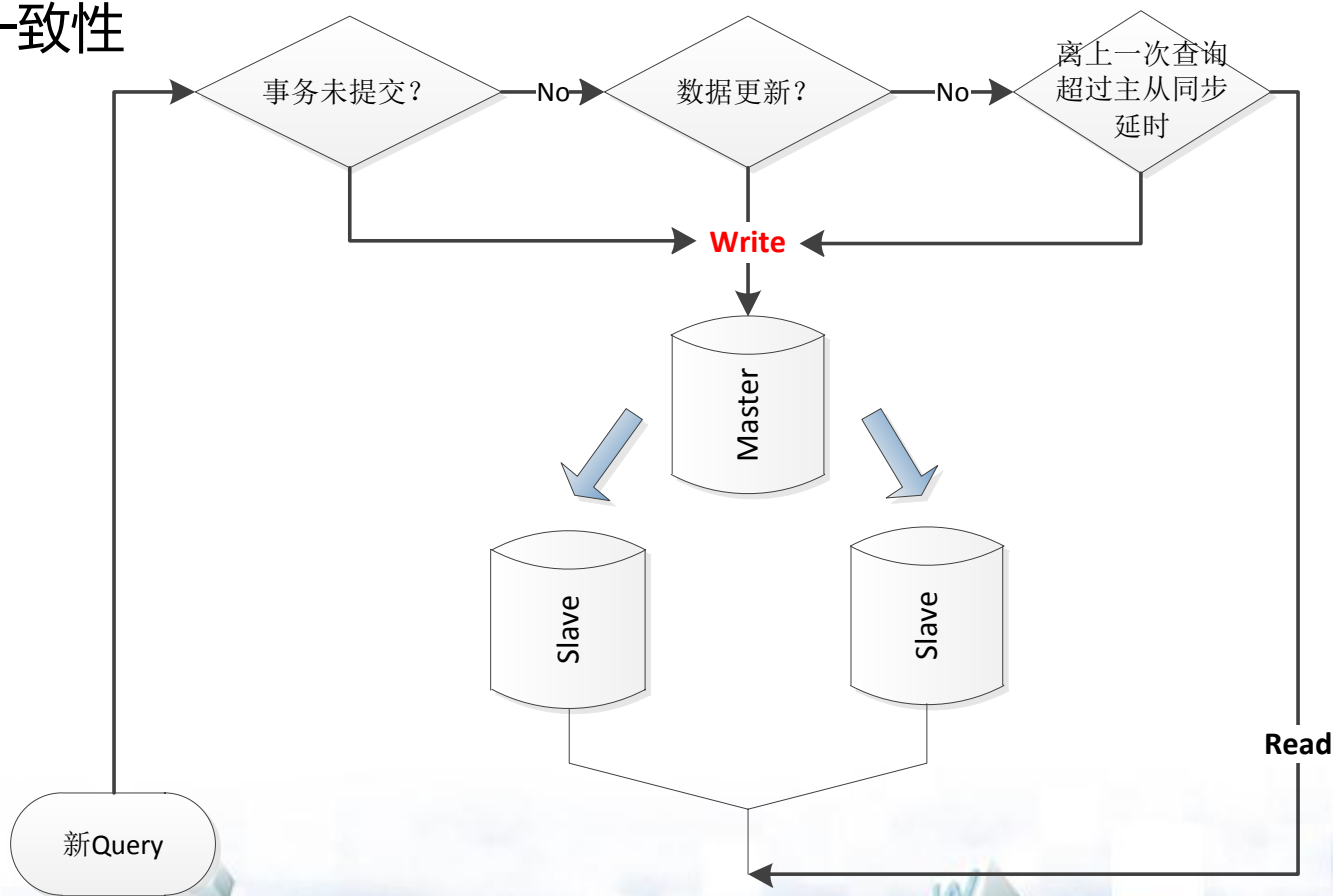 一致性
事务未提交？
No
数据更新？
No
离上一次查询
超过主从同步
延时
Write
Master
Slave
Slave
Read
新Query